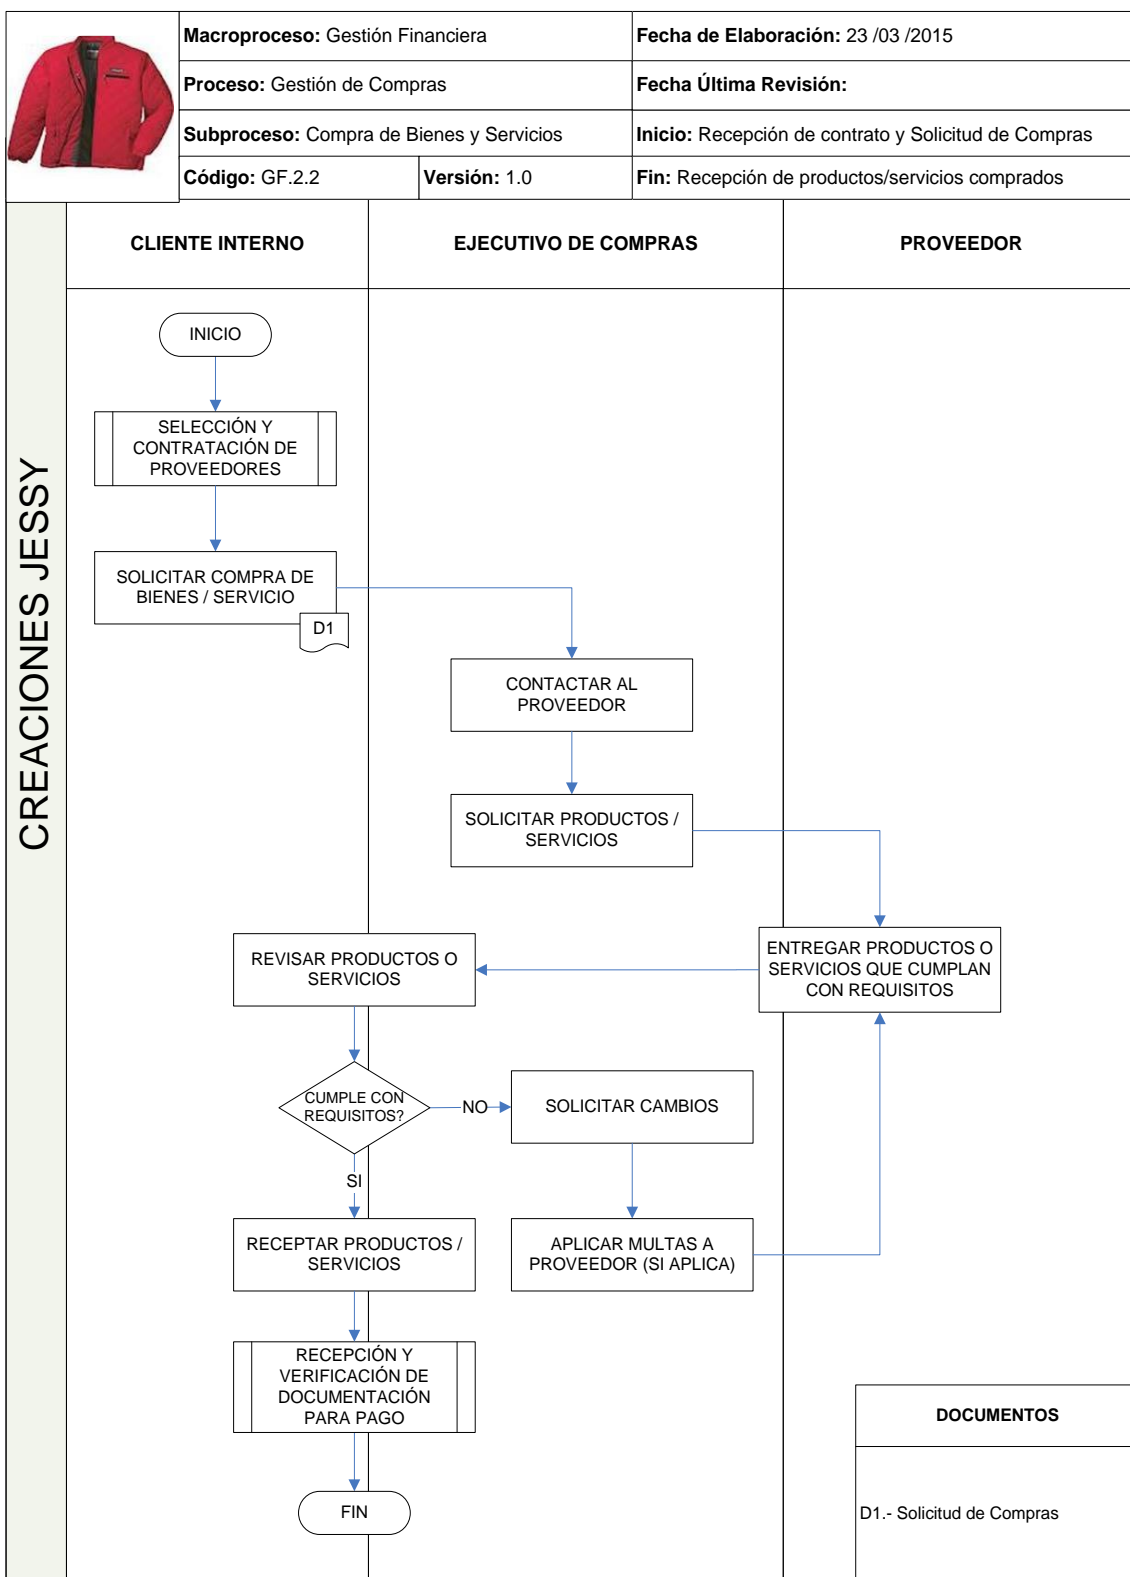 Macroproceso: Gestión Financiera
Fecha de Elaboración: 23 /03 /2015
Proceso: Gestión de Compras
Fecha Última Revisión:
Subproceso: Compra de Bienes y Servicios
Inicio: Recepción de contrato y Solicitud de Compras
Código: GF.2.2
Versión: 1.0
Fin: Recepción de productos/servicios comprados
CREACIONES JESSY
CLIENTE INTERNO
EJECUTIVO DE COMPRAS
PROVEEDOR
INICIO
SELECCIÓN Y
CONTRATACIÓN DE
PROVEEDORES
SOLICITAR COMPRA DE
BIENES / SERVICIO
D1
CONTACTAR AL
PROVEEDOR
SOLICITAR PRODUCTOS /
SERVICIOS
ENTREGAR PRODUCTOS O
SERVICIOS QUE CUMPLAN
CON REQUISITOS
REVISAR PRODUCTOS O
SERVICIOS
CUMPLE CON
REQUISITOS?
NO
SOLICITAR CAMBIOS
SI
RECEPTAR PRODUCTOS /
SERVICIOS
APLICAR MULTAS A
PROVEEDOR (SI APLICA)
RECEPCIÓN Y
VERIFICACIÓN DE
DOCUMENTACIÓN
PARA PAGO
FIN
DOCUMENTOS
D1.- Solicitud de Compras